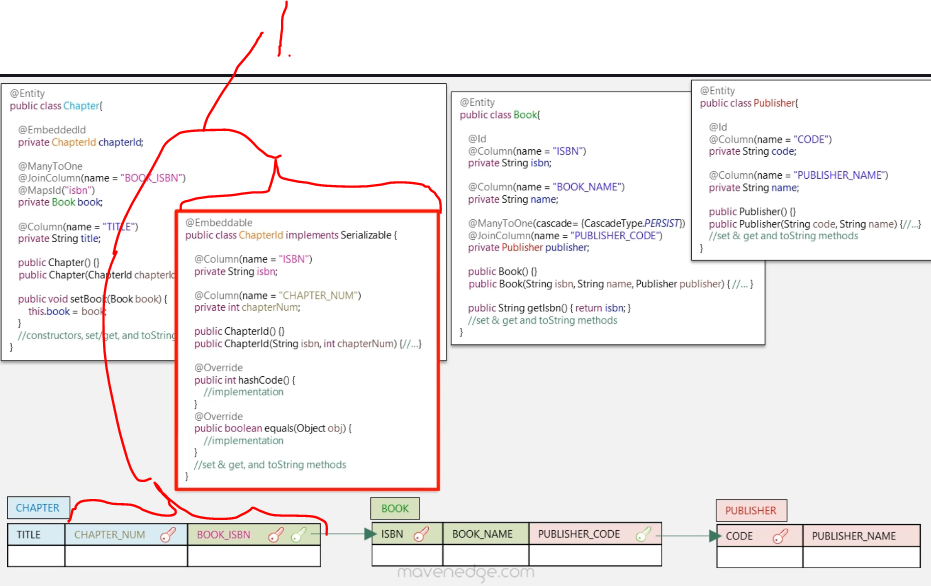 @Entity
public class Chapter{
@EmbeddedId
private ChapterId chapterId;
@ManyToOne
@JoinColumn(name = "BOOK_ISBN")
@MapsId("isbn")
private Book book;
@Column(name = "TITLE")
private String title;
public Chapter() {}
public Chapter(ChapterId chapterId
public void setBook(Book book) {
this.book = book;
}
//constructors, set/get, and toString
}
@Embeddable
public class ChapterId implements Serializable {
@Column(name = "ISBN")
private String isbn;
@Column(name = "CHAPTER_NUM")
private int chapterNum;
public ChapterId() {}
public ChapterId(String isbn, int chapterNum) {//...}
@Override
public int hashCode() {
//implementation
}
@Override
public boolean equals(Object obj) {
//implementation
}
//set & get, and toString methods
}
@Entity
public class Book{
@Id
@Column(name = "ISBN")
private String isbn;
@Column(name = "BOOK_NAME")
private String name;
@ManyToOne(cascade= {CascadeType.PERSIST})
@JoinColumn(name = "PUBLISHER_CODE")
private Publisher publisher;
public Book() {}
public Book(String isbn, String name, Publisher publisher) { //... }
public String getIsbn() { return isbn; }
//set & get and toString methods
}
@Entity
public class Publisher{
@Id
@Column(name = "CODE")
private String code;
@Column(name = "PUBLISHER_NAME")
private String name;
public Publisher() {}
public Publisher(String code, String name) {//...}
//set & get and toString methods
}
CHAPTER
TITLE CHAPTER_NUM BOOK_ISBN
BOOK
ISBN BOOK_NAME PUBLISHER_CODE
PUBLISHER
CODE PUBLISHER_NAME
mavenedge.com